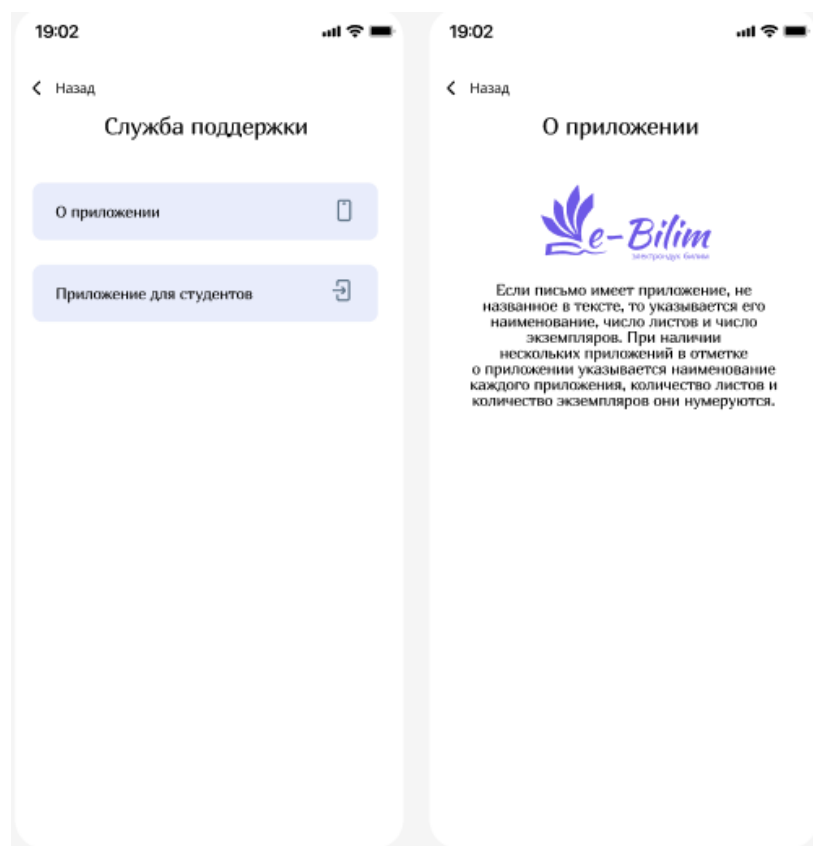 19:02
Назад
Служба поддержки
О приложении
Приложение для студентов
19:02
Назад
О приложении
e-Bilim
электрондук билим
Если письмо имеет приложение, не
названное в тексте, то указывается его
наименование, число листов и число
экземпляров. При наличии
нескольких приложений в отметке
о приложении указывается наименование
каждого приложения, количество листов и
количество экземпляров они нумеруются.